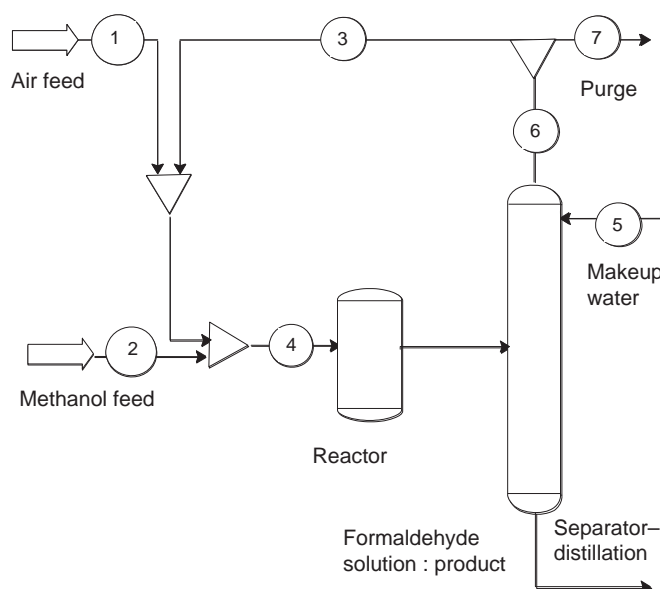 1
3
7
Air feed
Purge
6
5
Makeup
water
2
4
Methanol feed
Reactor
Formaldehyde
solution : product
Separator–
distillation